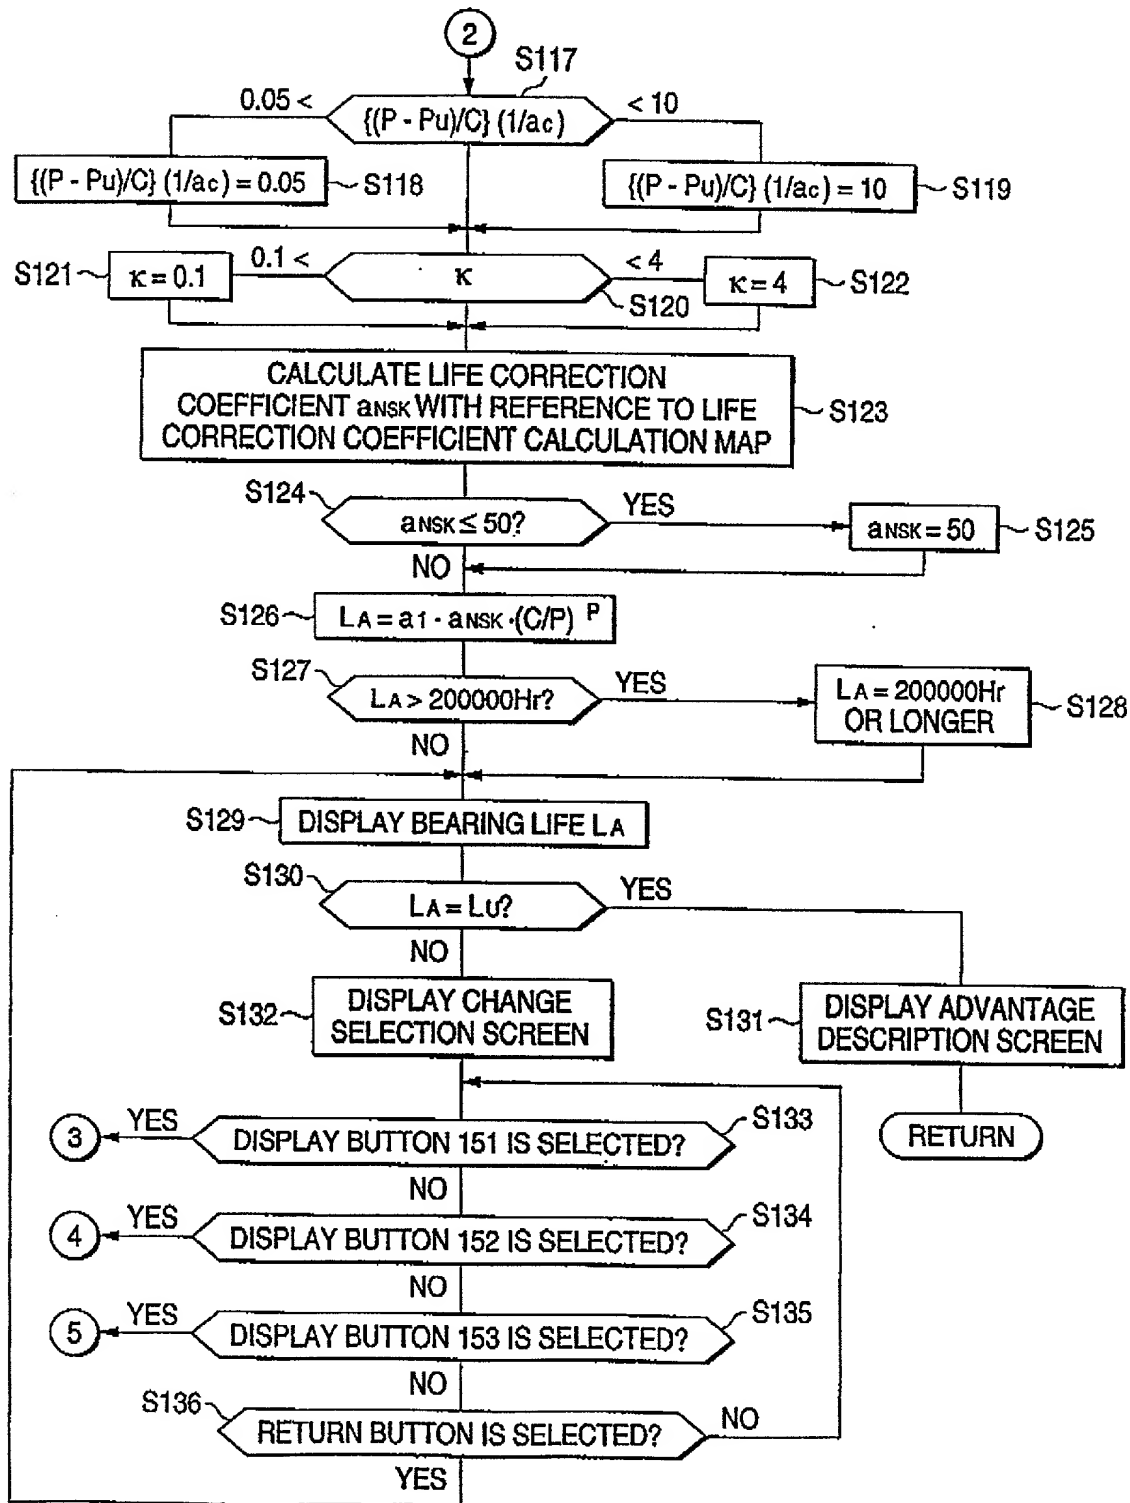 2
S117
0.05 <
{(P - Pu)/C} (1/ac)
< 10
{(P - Pu)/C} (1/ac) = 0.05
S118
{(P - Pu)/C} (1/ac) = 10
S119
S121
κ = 0.1
0.1 <
κ
< 4
S120
κ = 4
S122
CALCULATE LIFE CORRECTION
COEFFICIENT aNSK WITH REFERENCE TO LIFE
CORRECTION COEFFICIENT CALCULATION MAP
S123
S124
aNSK ≤ 50?
YES
aNSK = 50
S125
NO
S126
LA = a1 · aNSK · (C/P) P
S127
LA > 200000Hr?
YES
LA = 200000Hr
OR LONGER
S128
NO
S129
DISPLAY BEARING LIFE LA
S130
LA = LU?
YES
NO
S132
DISPLAY CHANGE
SELECTION SCREEN
S131
DISPLAY ADVANTAGE
DESCRIPTION SCREEN
RETURN
3
YES
DISPLAY BUTTON 151 IS SELECTED?
S133
NO
4
YES
DISPLAY BUTTON 152 IS SELECTED?
S134
NO
5
YES
DISPLAY BUTTON 153 IS SELECTED?
S135
NO
S136
RETURN BUTTON IS SELECTED?
NO
YES